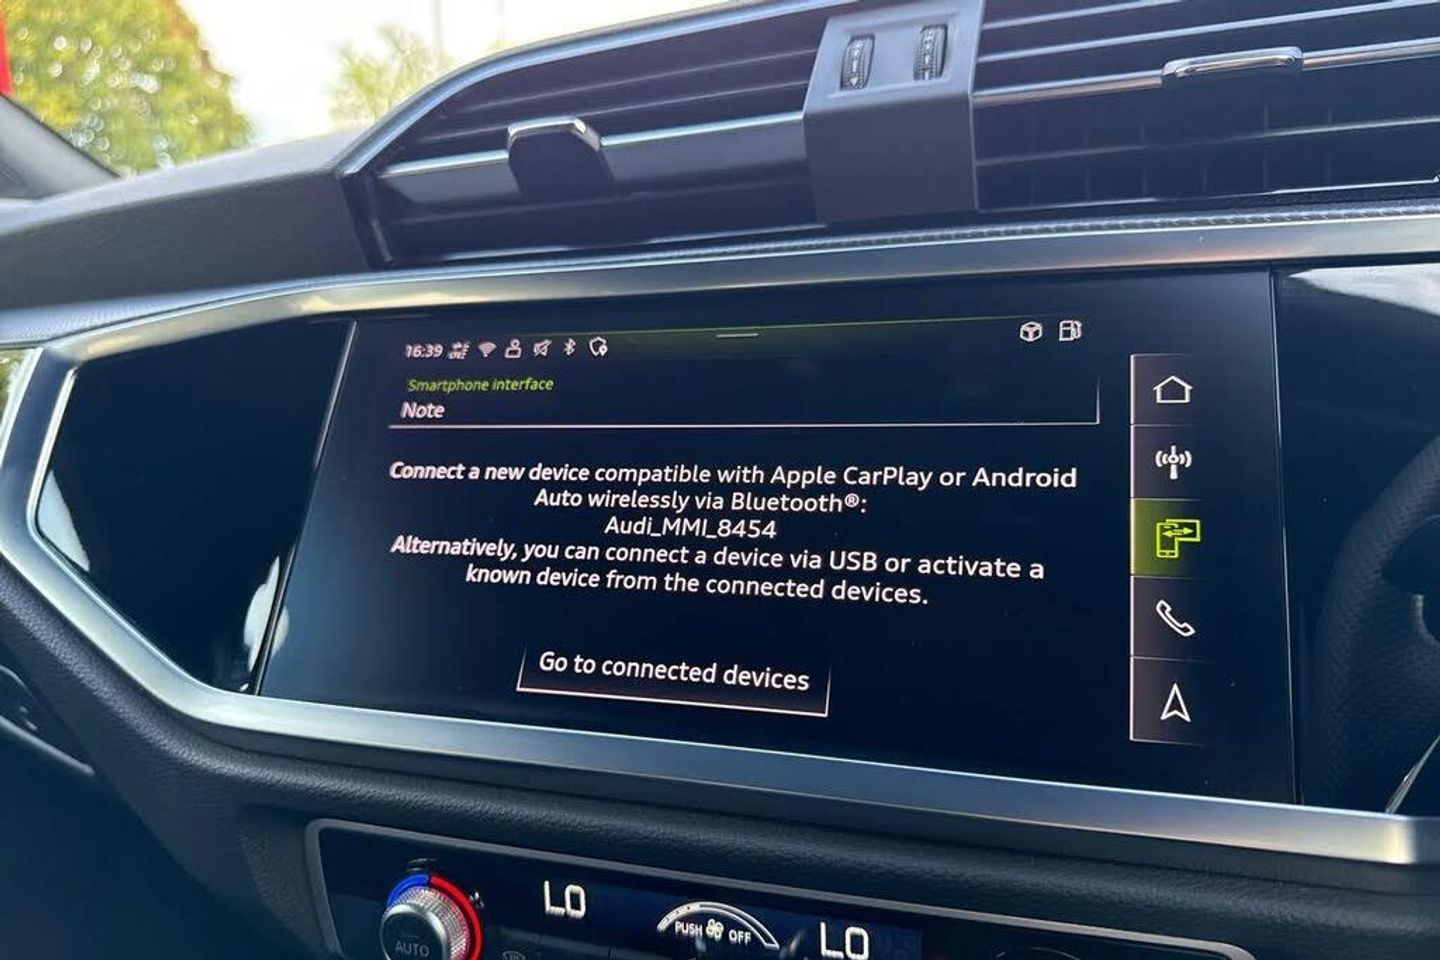 16:39
Smartphone interface
Note
Connect a new device compatible with Apple CarPlay or Android
Auto wirelessly via Bluetooth®:
Audi_MMI_8454
Alternatively, you can connect a device via USB or activate a
known device from the connected devices.
Go to connected devices
LO
PUSH OFF
LO
AUTO